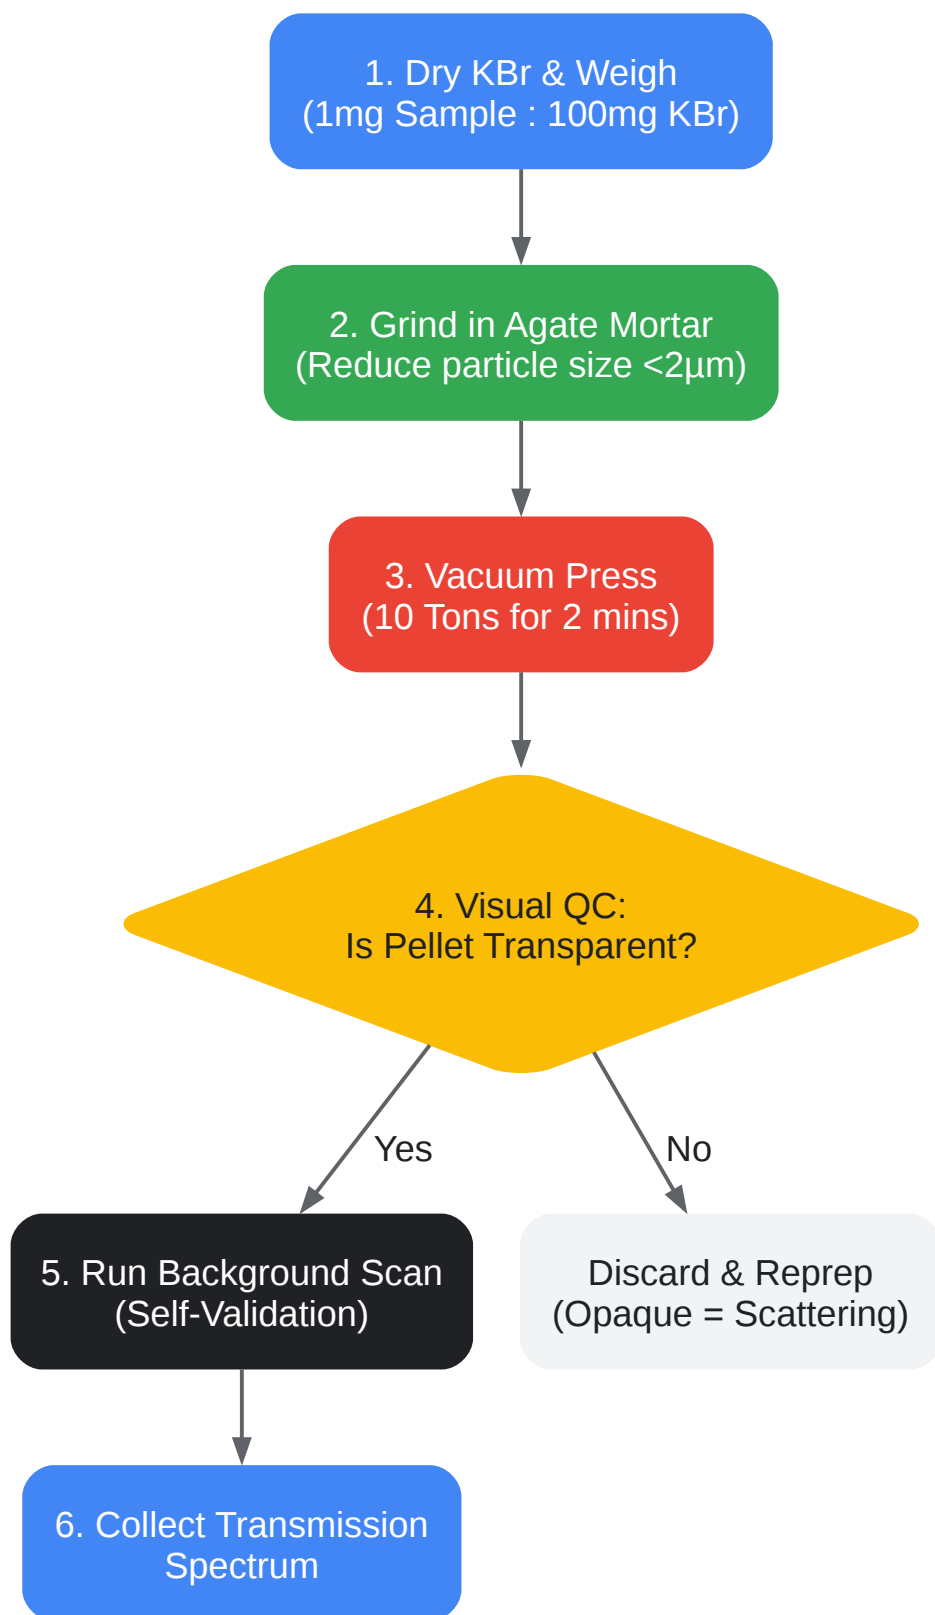 1. Dry KBr & Weigh
(1mg Sample : 100mg KBr)
2. Grind in Agate Mortar
(Reduce particle size <2µm)
3. Vacuum Press
(10 Tons for 2 mins)
4. Visual QC:
Is Pellet Transparent?
Yes
No
5. Run Background Scan
(Self-Validation)
Discard & Reprep
(Opaque = Scattering)
6. Collect Transmission
Spectrum